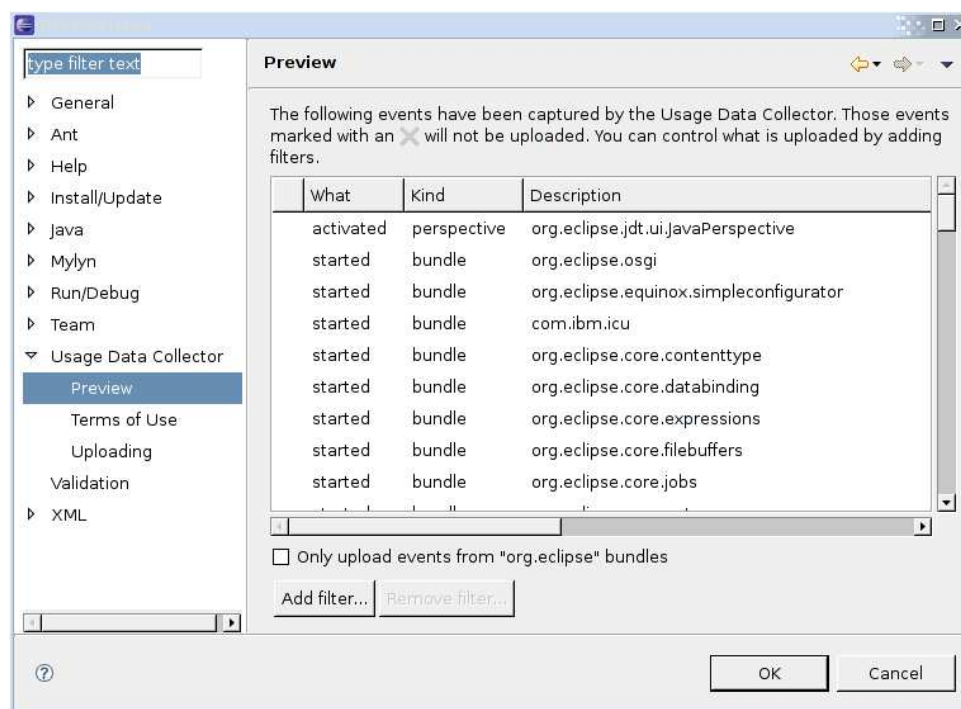 type filter text
General
Ant
Help
Install/Update
Java
Mylyn
Run/Debug
Team
Usage Data Collector
Preview
Terms of Use
Uploading
Validation
XML
Preview
The following events have been captured by the Usage Data Collector. Those events
marked with an will not be uploaded. You can control what is uploaded by adding
filters.
What Kind Description
activated perspective org.eclipse.jdt.ui.JavaPerspective
started bundle org.eclipse.osgi
started bundle org.eclipse.equinox.simpleconfigurator
started bundle com.ibm.icu
started bundle org.eclipse.core.contenttype
started bundle org.eclipse.core.databinding
started bundle org.eclipse.core.expressions
started bundle org.eclipse.core.filebuffers
started bundle org.eclipse.core.jobs
Only upload events from "org.eclipse" bundles
Add filter... Remove filter...
OK Cancel